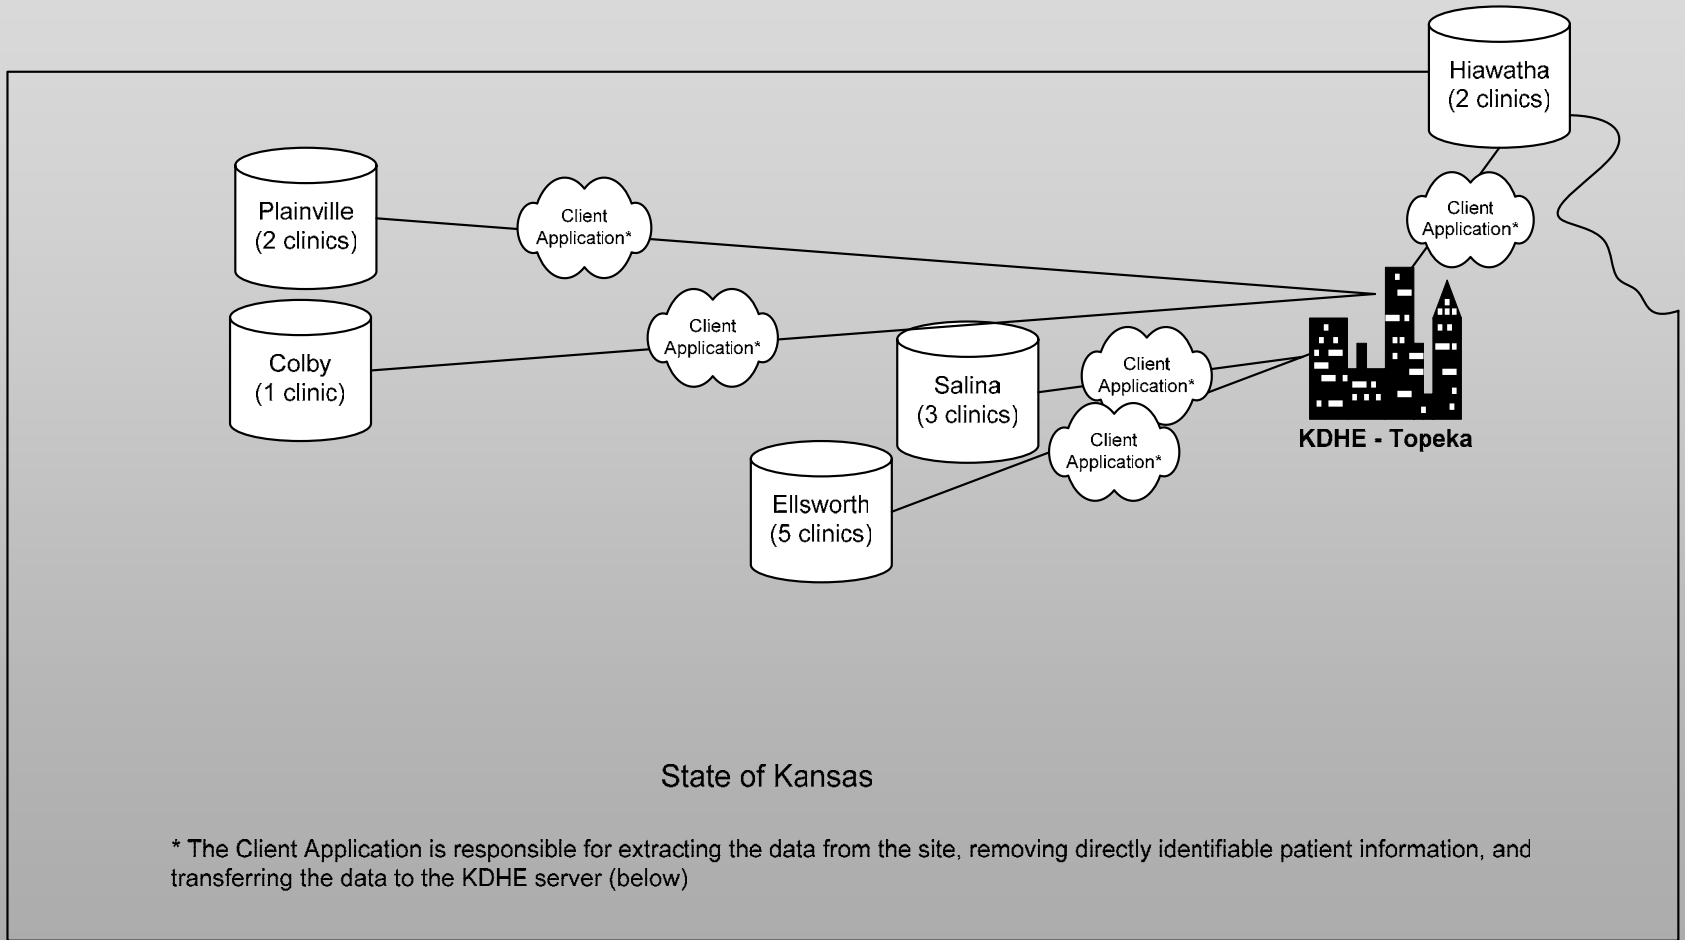 Hiawatha
(2 clinics)
Plainville
(2 clinics)
Client
Application*
Client
Application*
Colby
(1 clinic)
Client
Application*
Salina
(3 clinics)
Client
Application*
KDHE - Topeka
Client
Application*
Ellsworth
(5 clinics)
State of Kansas
* The Client Application is responsible for extracting the data from the site, removing directly identifiable patient information, and
transferring the data to the KDHE server (below)